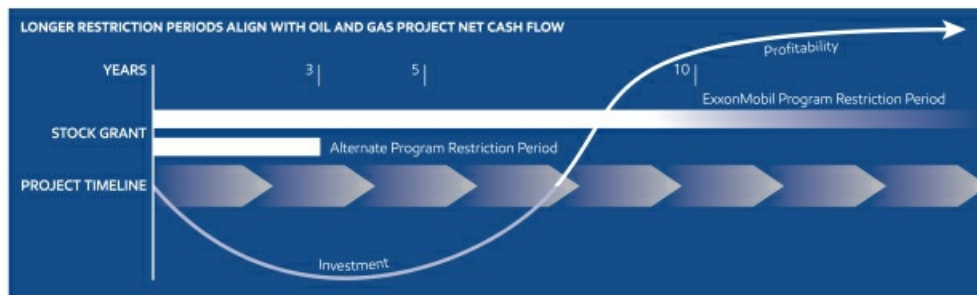 LONGER RESTRICTION PERIODS ALIGN WITH OIL AND GAS PROJECT NET CASH FLOW
Profitability
YEARS 3 5 10
ExxonMobil Program Restriction Period
STOCK GRANT
Alternate Program Restriction Period
PROJECT TIMELINE
Investment